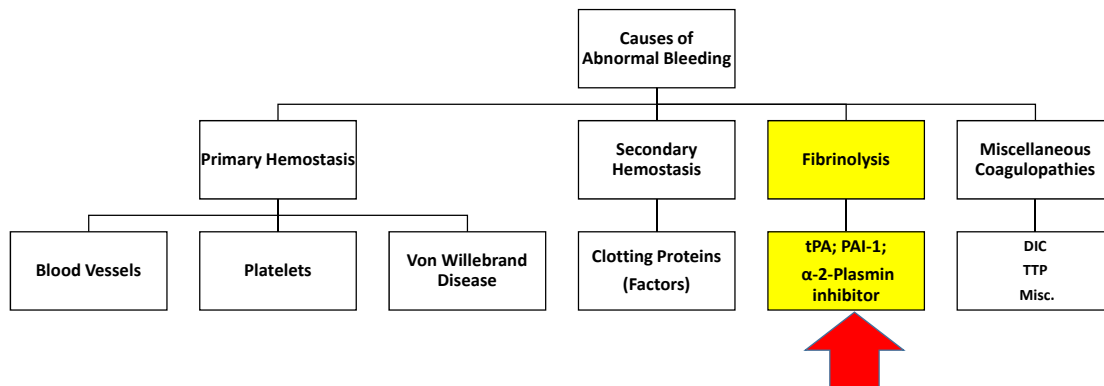 Causes of
Abnormal Bleeding
Primary Hemostasis
Secondary
Hemostasis
Fibrinolysis
Miscellaneous
Coagulopathies
Blood Vessels
Platelets
Von Willebrand
Disease
Clotting Proteins
(Factors)
tPA; PAI-1;
α-2-Plasmin
inhibitor
DIC
TTP
Misc.